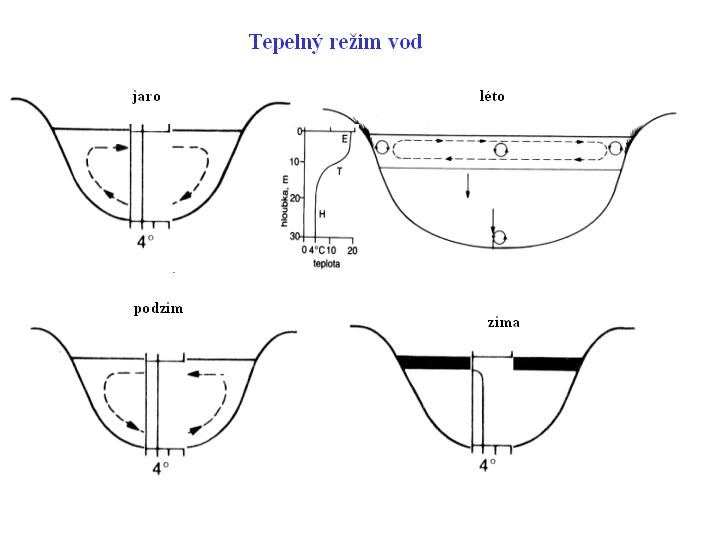 Tepelný režim vod
jaro
léto
0
10
20
30
hloubka, m
E
T
H
0 4°C 10 20
teplota
4°
podzim
zima
4°
4°